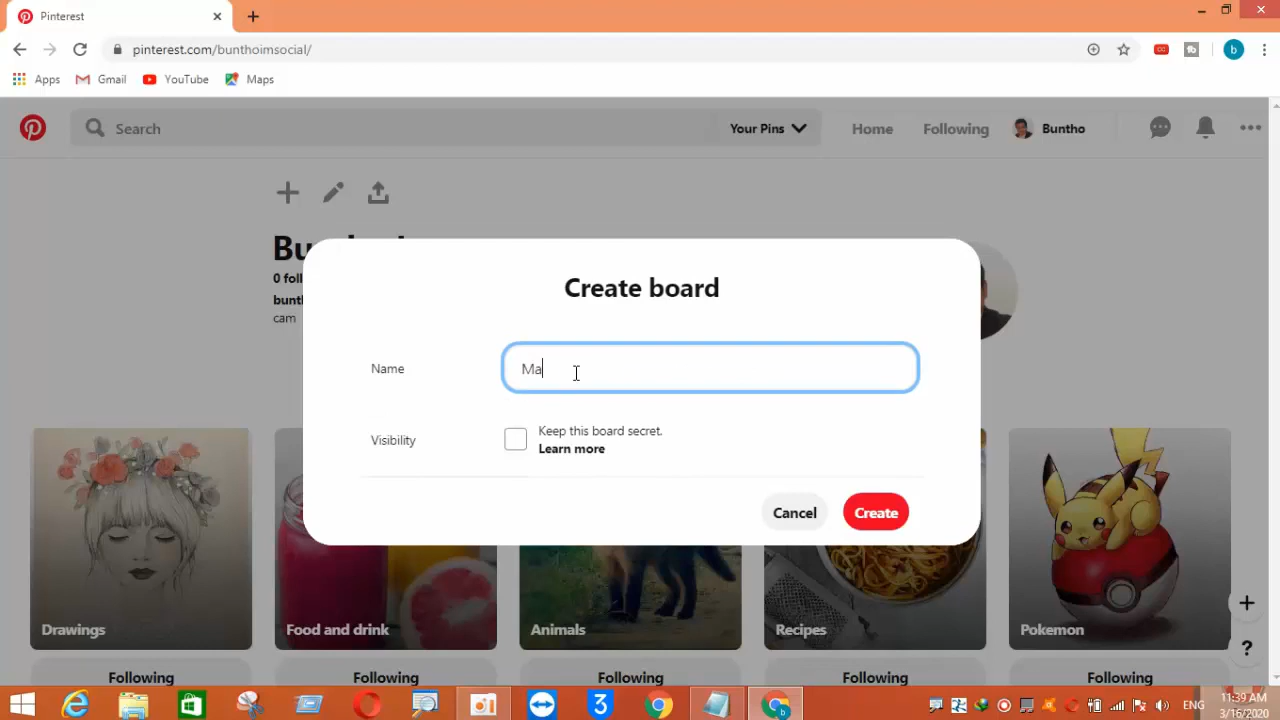 Pinterest
pinterest.com/bunthoimsocial/
b
Apps
Gmail
YouTube
Maps
Search
Your Pins
Home
Following
Buntho
0 foll
bunt
cam
Create board
Name
Ma
Visibility
Keep this board secret.
Learn more
Cancel
Create
Drawings
Food and drink
Animals
Recipes
Pokemon
?
Following
Following
Following
Following
Following
ENG
11:39 AM
3/16/2020